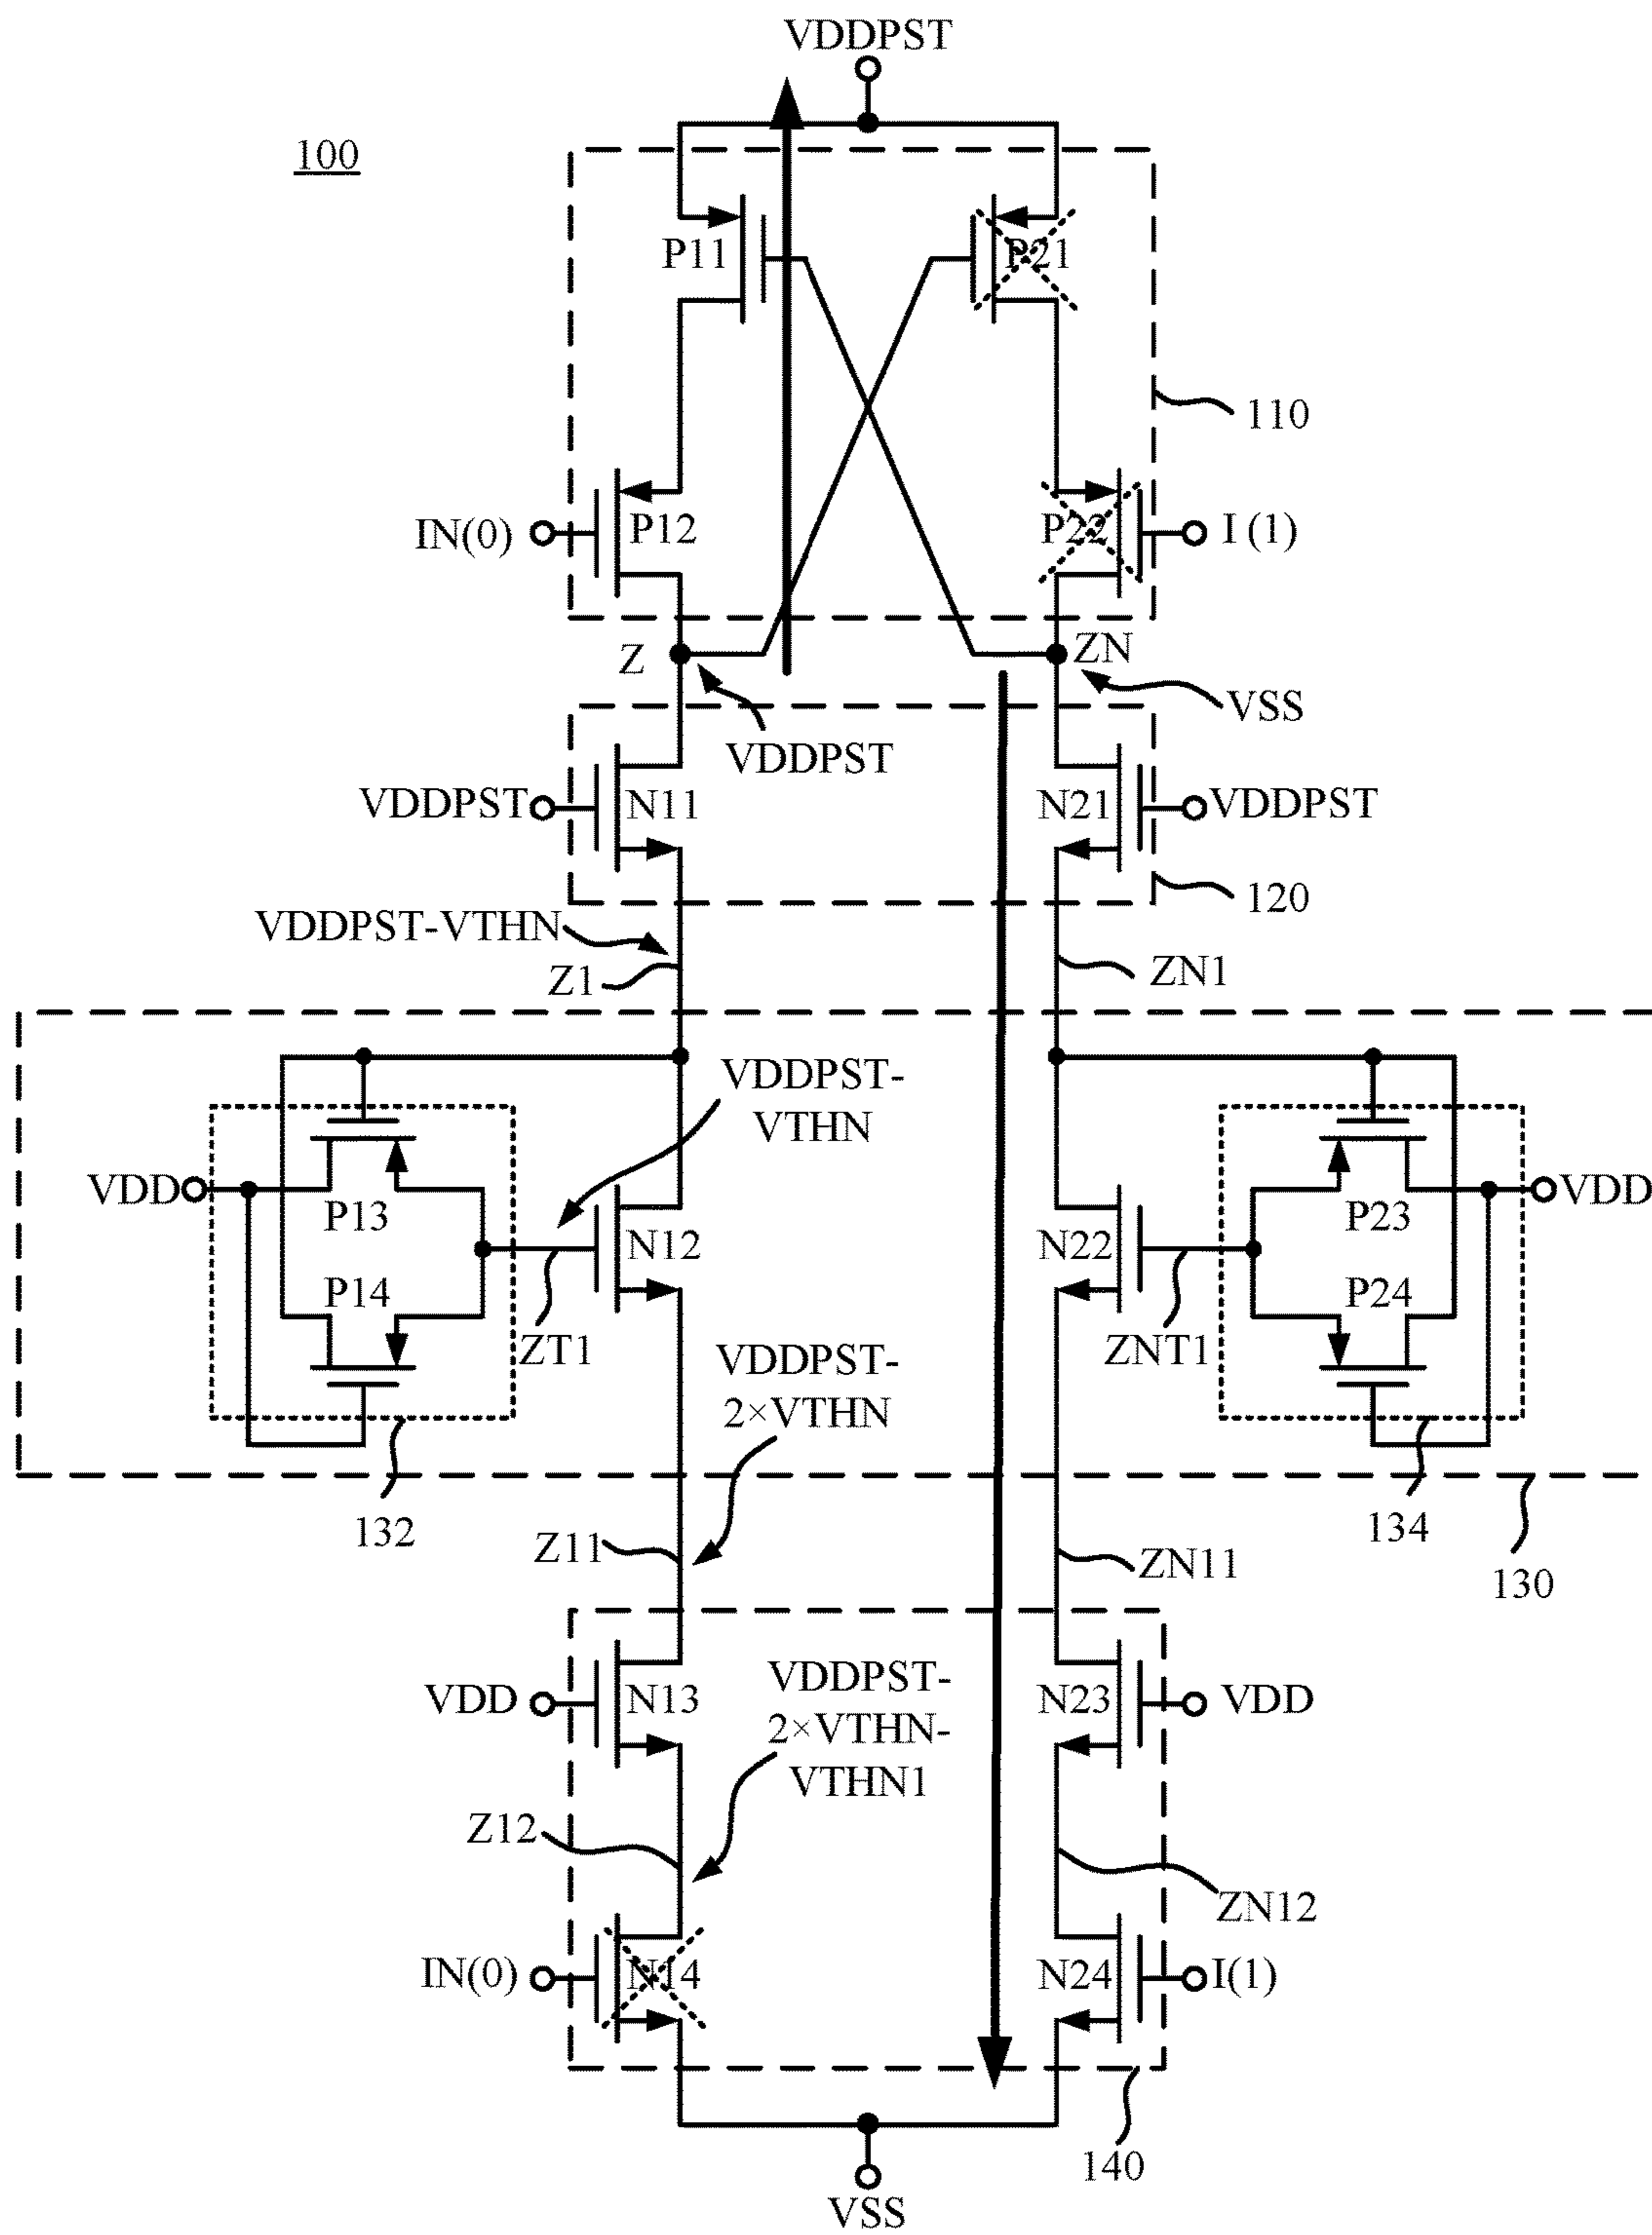 VDDPST
100
P11
P21
110
IN(0)
P12
P22
I (1)
Z
ZN
VSS
VDDPST
VDDPST
N11
N21
VDDPST
120
VDDPST-VTHN
Z1
ZN1
VDDPST-
VTHN
VDD
P13
P23
VDD
N12
N22
P14
P24
ZT1
ZNT1
VDDPST-
2×VTHN
132
134
Z11
ZN11
130
VDD
N13
VDDPST-
2×VTHN-
VTHN1
N23
VDD
Z12
ZN12
IN(0)
N14
N24
I(1)
140
VSS